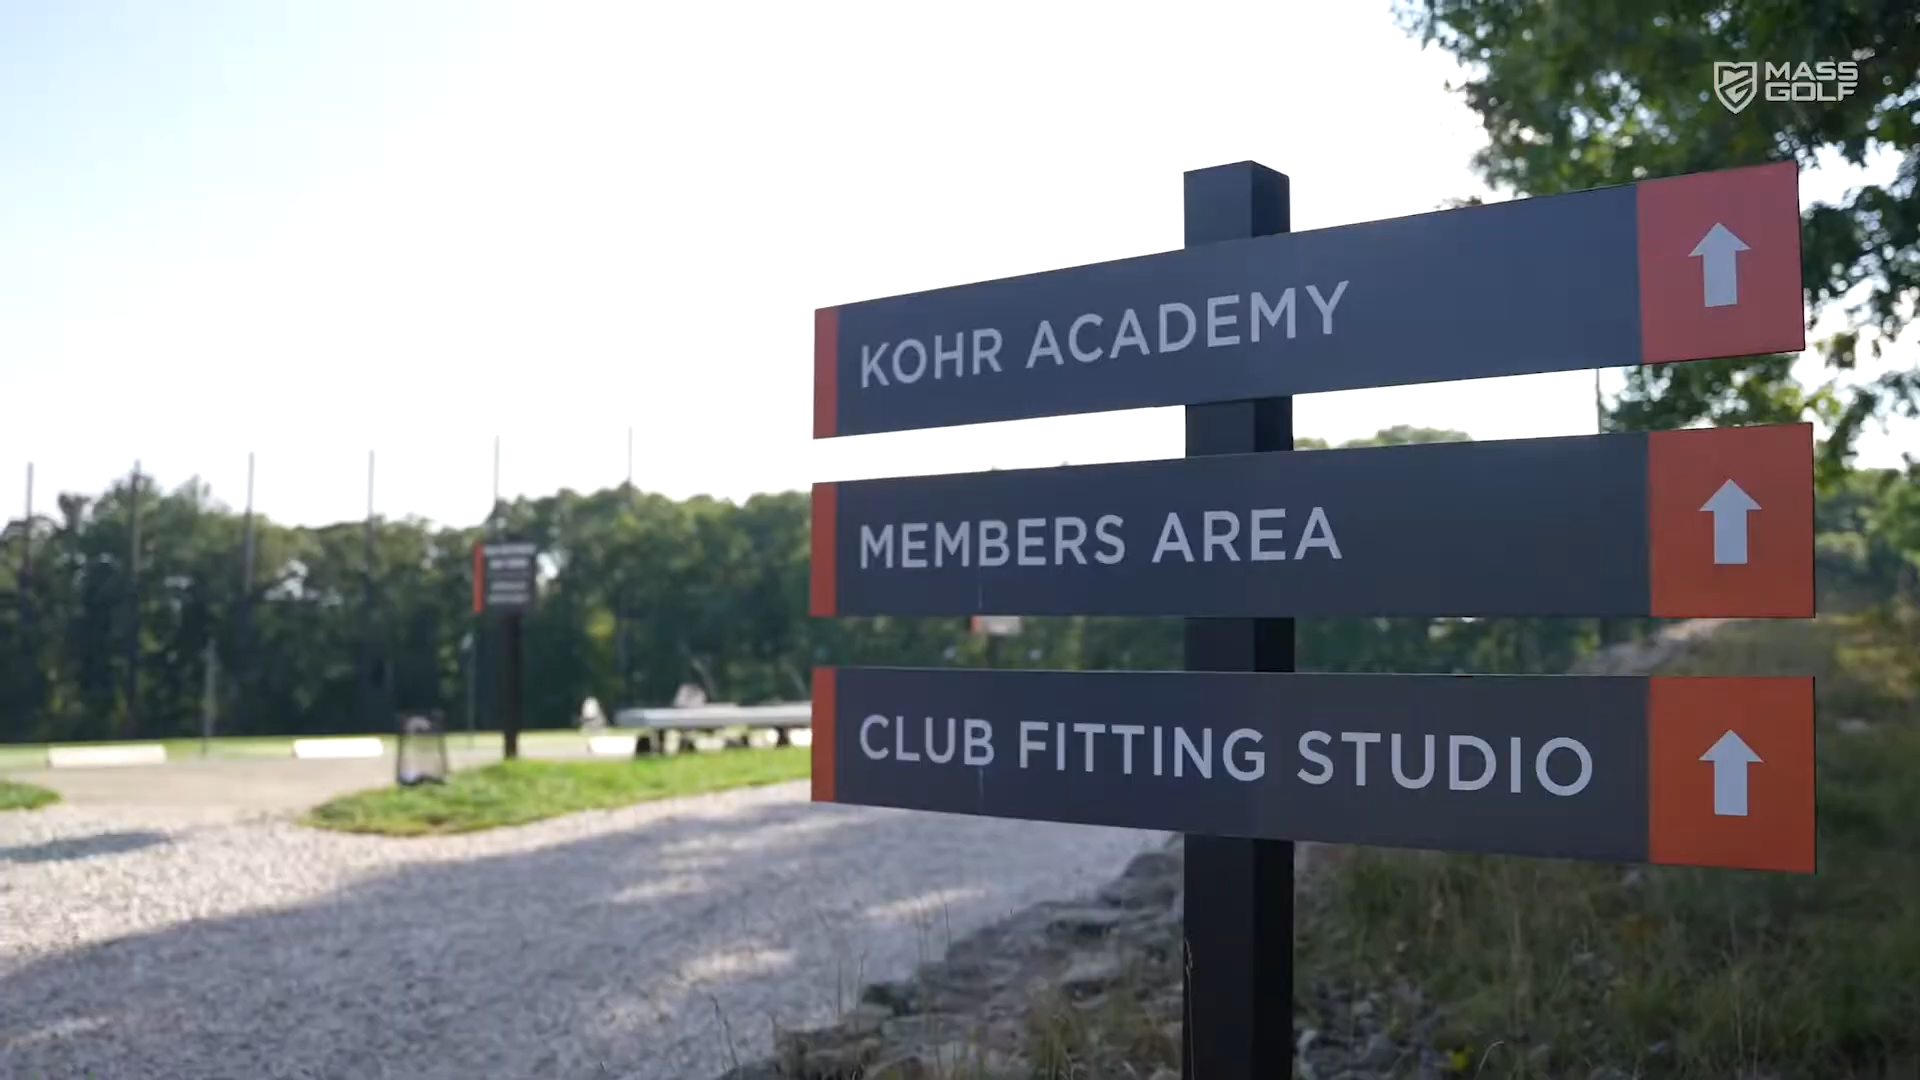 MASS
GOLF
KOHR ACADEMY
MEMBERS AREA
CLUB FITTING STUDIO